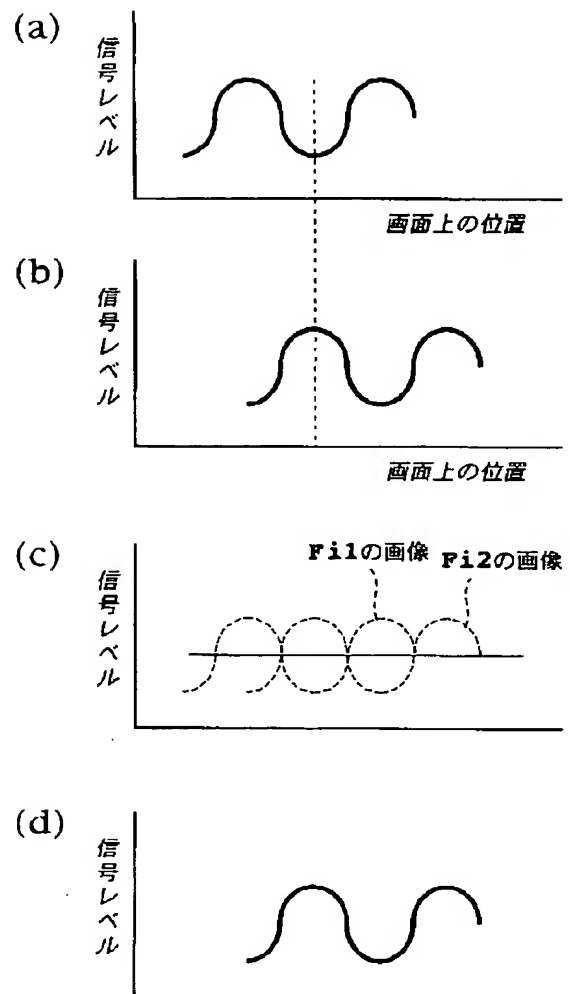 (a)
信号レベル
画面上の位置
(b)
信号レベル
画面上の位置
(c)
信号レベル
Fi1の画像
Fi2の画像
(d)
信号レベル